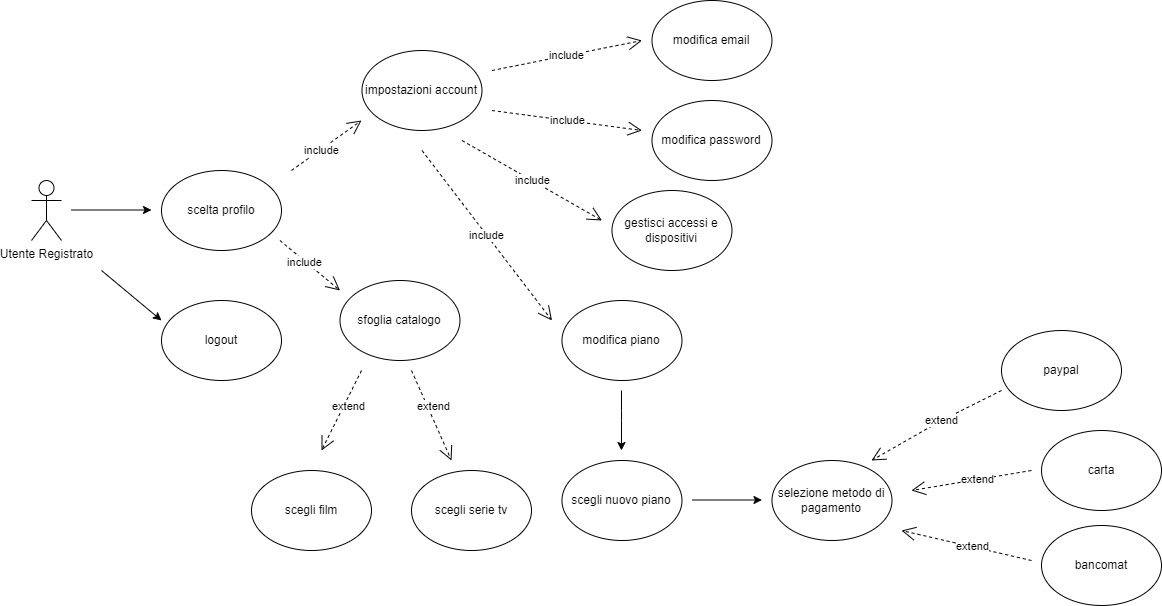 modifica email
include
impostazioni account
include
modifica password
include
include
scelta profilo
gestisci accessi e
dispositivi
include
Utente Registrato
include
sfoglia catalogo
logout
modifica piano
paypal
extend
extend
extend
carta
extend
scegli film
scegli serie tv
scegli nuovo piano
selezione metodo di
pagamento
extend
bancomat